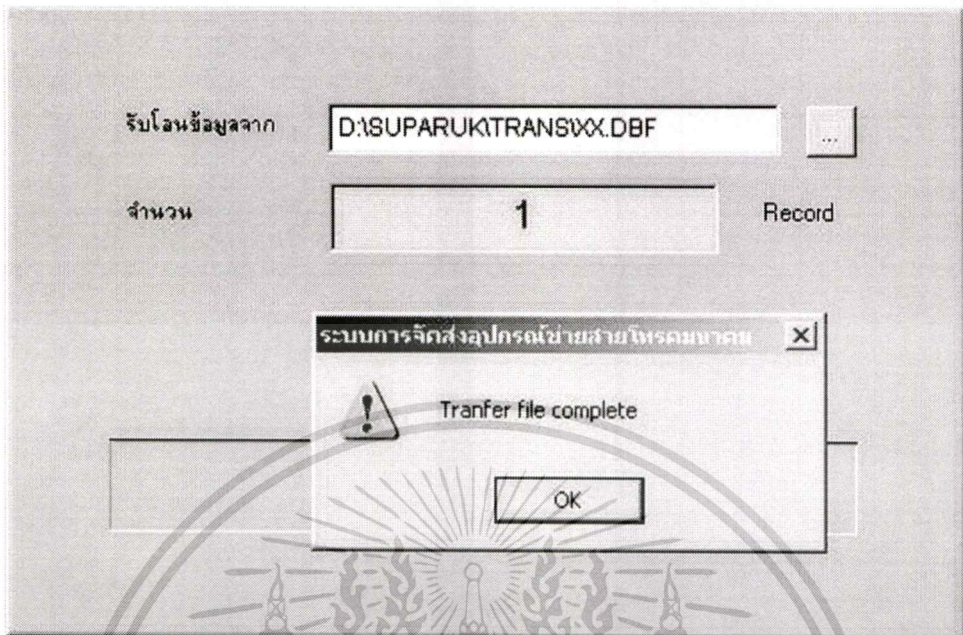 รับโอนข้อมูลจาก D:\SUPARUK\TRANS\XX.DBF ...
จำนวน 1 Record
ระบบการจัดส่งอุปกรณ์ข่ายสายโทรคมนาคม
Tranfer file complete
OK